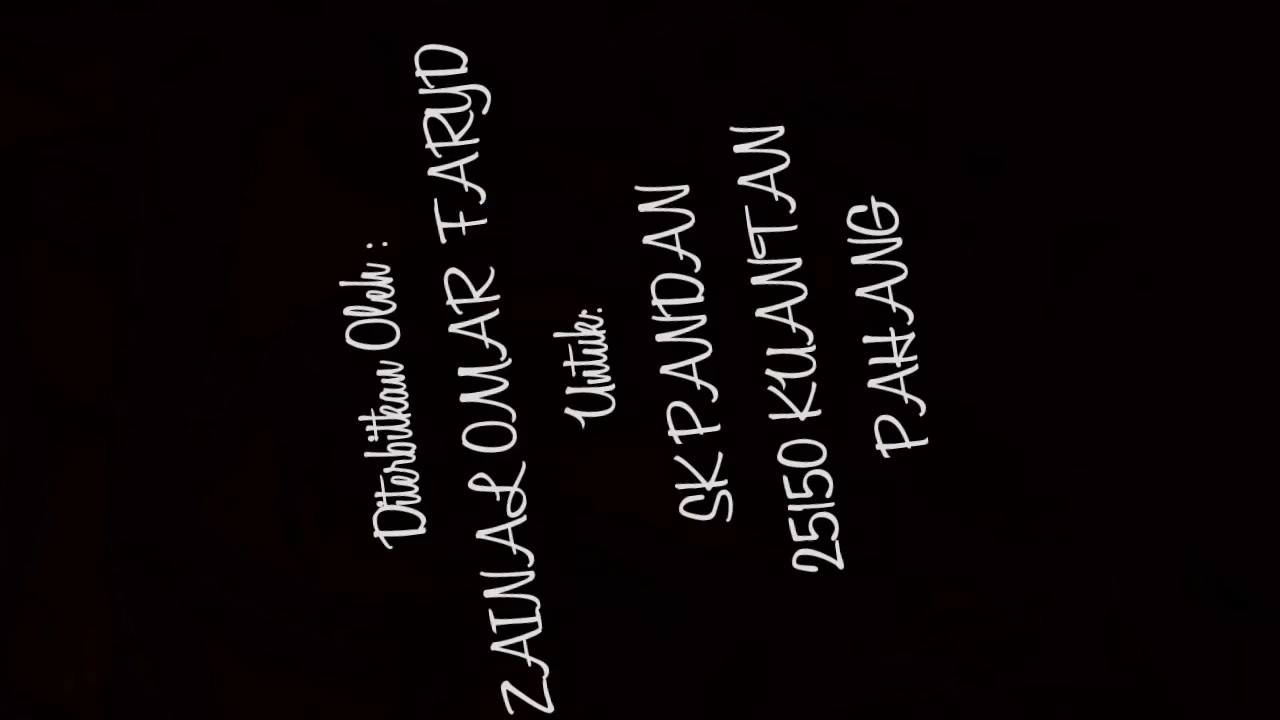 Diterbitkan Oleh :
ZAINAL OMAR FARYD
Untuk:
SK PANDAN
25150 KUANTAN
PAHANG